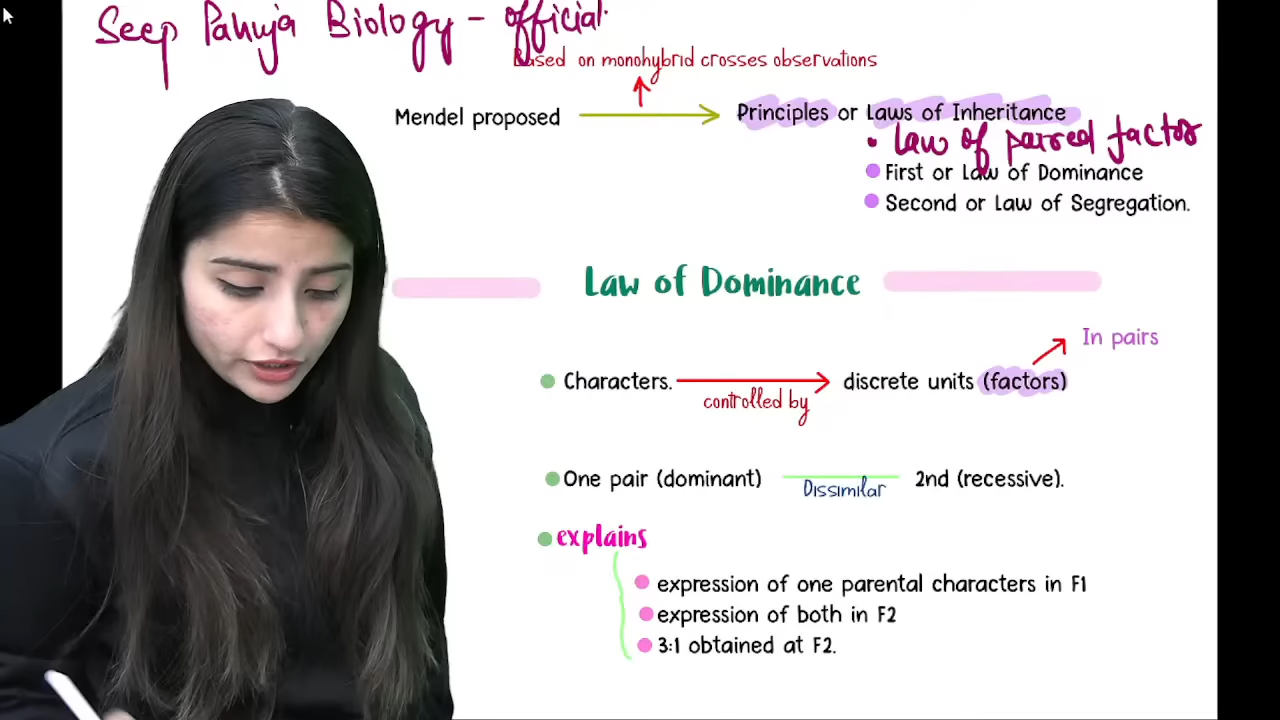 Seep Pahuja Biology - official.
Based on monohybrid crosses observations
Mendel proposed Principles or Laws of Inheritance
• Law of paired factor
First or Law of Dominance
Second or Law of Segregation.
Law of Dominance
In pairs
Characters. discrete units (factors)
controlled by
One pair (dominant) 2nd (recessive).
Dissimilar
explains
expression of one parental characters in F1
expression of both in F2
3:1 obtained at F2.